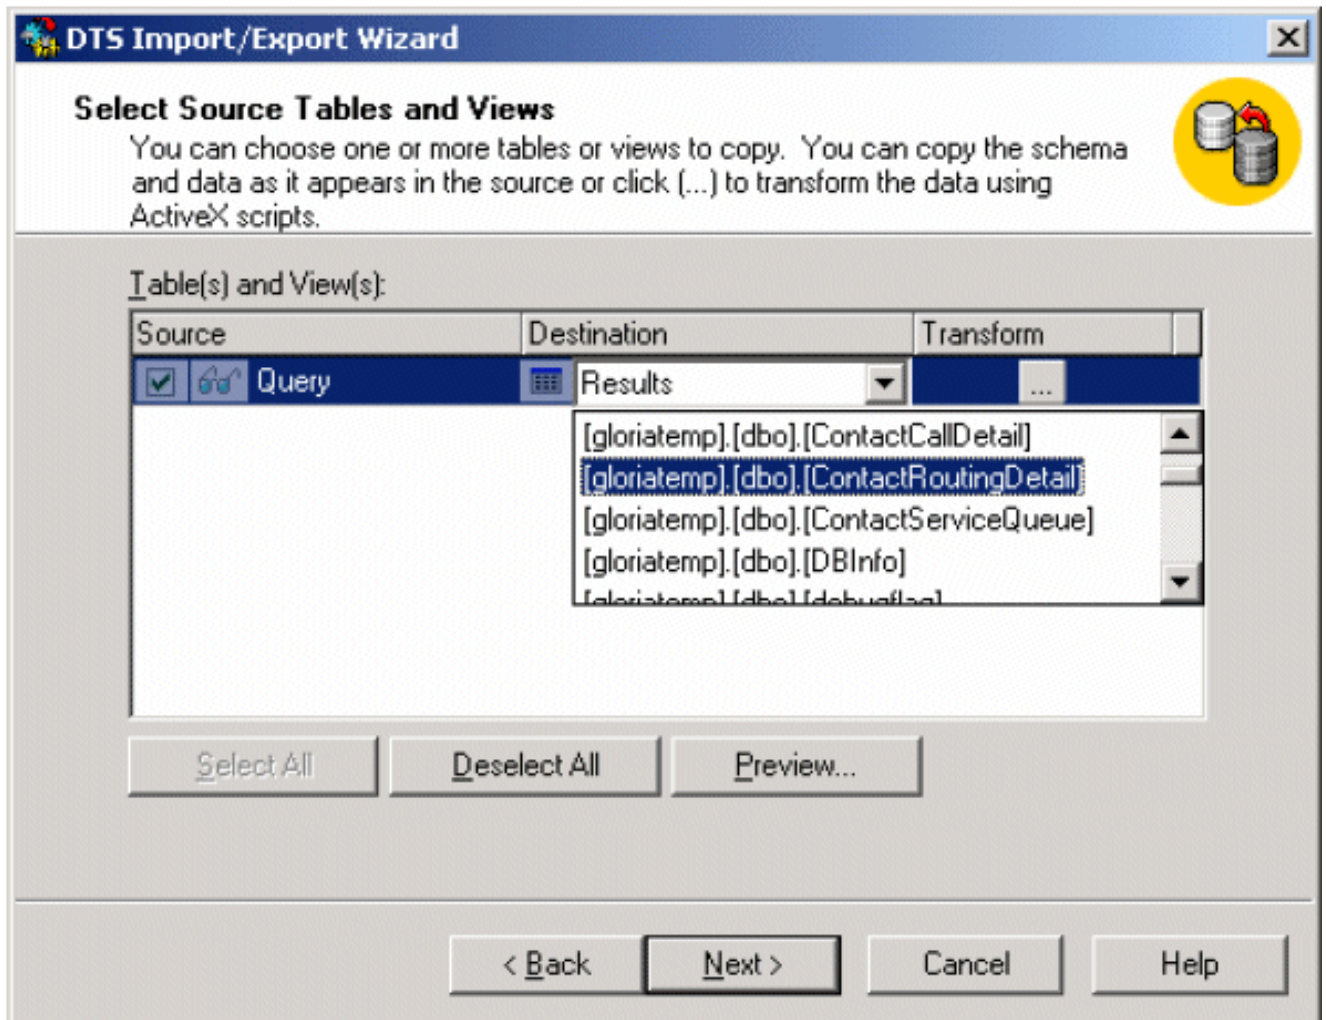 DTS Import/Export Wizard
Select Source Tables and Views
You can choose one or more tables or views to copy. You can copy the schema
and data as it appears in the source or click (...) to transform the data using
ActiveX scripts.
Table(s) and View(s):
Source Destination Transform
Query Results ...
[gloriatemp].[dbo].[ContactCallDetail]
[gloriatemp].[dbo].[ContactRoutingDetail]
[gloriatemp].[dbo].[ContactServiceQueue]
[gloriatemp].[dbo].[DBInfo]
[gloriatemp].[dbo].[debugflag]
Select All Deselect All Preview...
< Back Next > Cancel Help